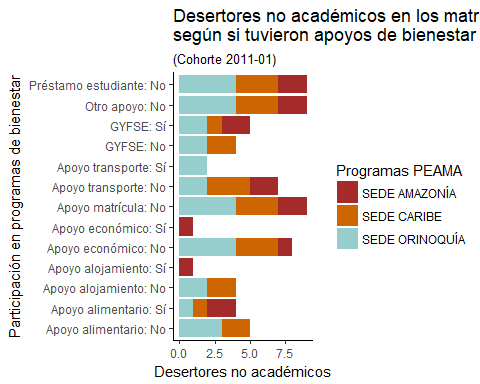 Desertores no académicos en los matr
según si tuvieron apoyos de bienestar
(Cohorte 2011-01)
Participación en programas de bienestar
Préstamo estudiante: No
Otro apoyo: No
GYFSE: Sí
GYFSE: No
Apoyo transporte: Sí
Apoyo transporte: No
Apoyo matrícula: No
Apoyo económico: Sí
Apoyo económico: No
Apoyo alojamiento: Sí
Apoyo alojamiento: No
Apoyo alimentario: Sí
Apoyo alimentario: No
0.0 2.5 5.0 7.5
Desertores no académicos
Programas PEAMA
SEDE AMAZONÍA
SEDE CARIBE
SEDE ORINOQUÍA